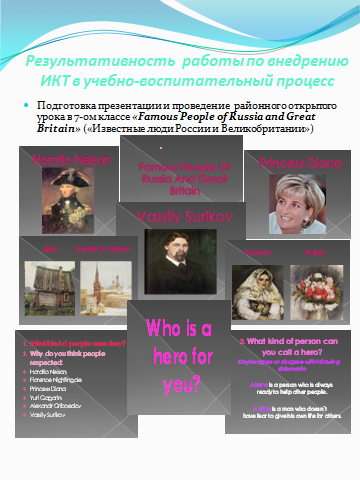 Результативность работы по внедрению
ИКТ в учебно-воспитательный процесс
Подготовка презентации и проведение районного открытого
урока в 7-ом классе «Famous People of Russia and Great
Britain» («Известные люди России и Великобритании»)
Horatio Nelson
Famous People Of
Russia And Great
Britain
Princess Diana
Vassily Surikov
Who is a
hero for
you?
1. What kind of people were they?
2. Why do you think people
respected:
Horatio Nelson
Florence Nightingale
Princess Diana
Yuri Gagarin
Alexandr Griboedov
Vassily Surikov
3. What kind of person can
you call a hero?
Do you agree or disagree with following
statements
A hero is a person who is always
ready to help other people.
A hero is a man who doesn't
have fear to give his own life for others.